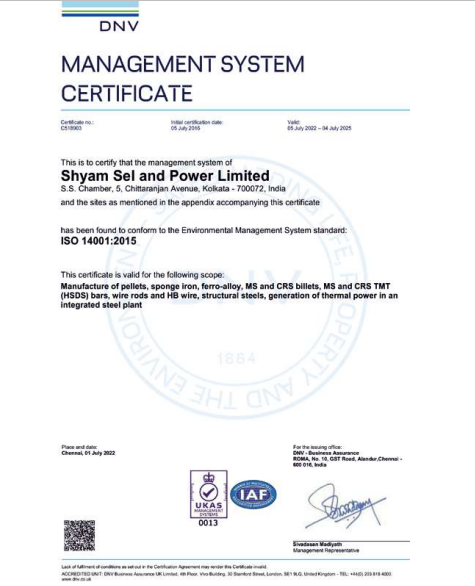 DNV
MANAGEMENT SYSTEM
CERTIFICATE
Certificate no.:
C518903
Initial certification date:
05 July 2016
Valid:
05 July 2022 – 04 July 2025
This is to certify that the management system of
Shyam Sel and Power Limited
S.S. Chamber, 5, Chittaranjan Avenue, Kolkata - 700072, India
and the sites as mentioned in the appendix accompanying this certificate
has been found to conform to the Environmental Management System standard:
ISO 14001:2015
This certificate is valid for the following scope:
Manufacture of pellets, sponge iron, ferro-alloy, MS and CRS billets, MS and CRS TMT
(HSDS) bars, wire rods and HB wire, structural steels, generation of thermal power in an
integrated steel plant
DNV
1864
PROPERTY AND THE ENVIRON
Place and date:
Chennai, 01 July 2022
For the issuing office:
DNV - Business Assurance
ROMA, No. 10, GST Road, Alandur,Chennai -
600 016, India
UKAS
MANAGEMENT
SYSTEMS
0013
IAF
Sivadasan Madiyath
Management Representative
Lack of fulfilment of conditions as set out in the Certification Agreement may render this Certificate invalid.
ACCREDITED UNIT: DNV Business Assurance UK Limited, 4th Floor, Vivo Building, 30 Stamford Street, London, SE1 9LQ, United Kingdom - TEL: +44(0) 203 816 4000.
www.dnv.co.uk